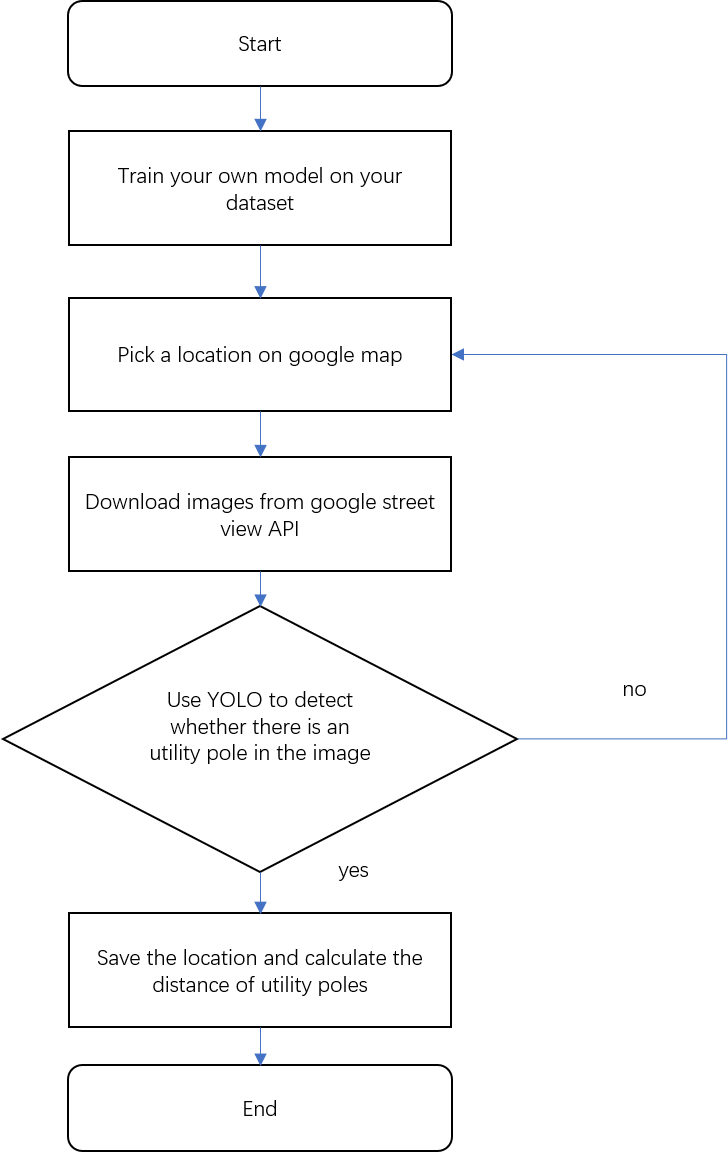 Start
Train your own model on your
dataset
Pick a location on google map
Download images from google street
view API
Use YOLO to detect
whether there is an
utility pole in the image
no
yes
Save the location and calculate the
distance of utility poles
End